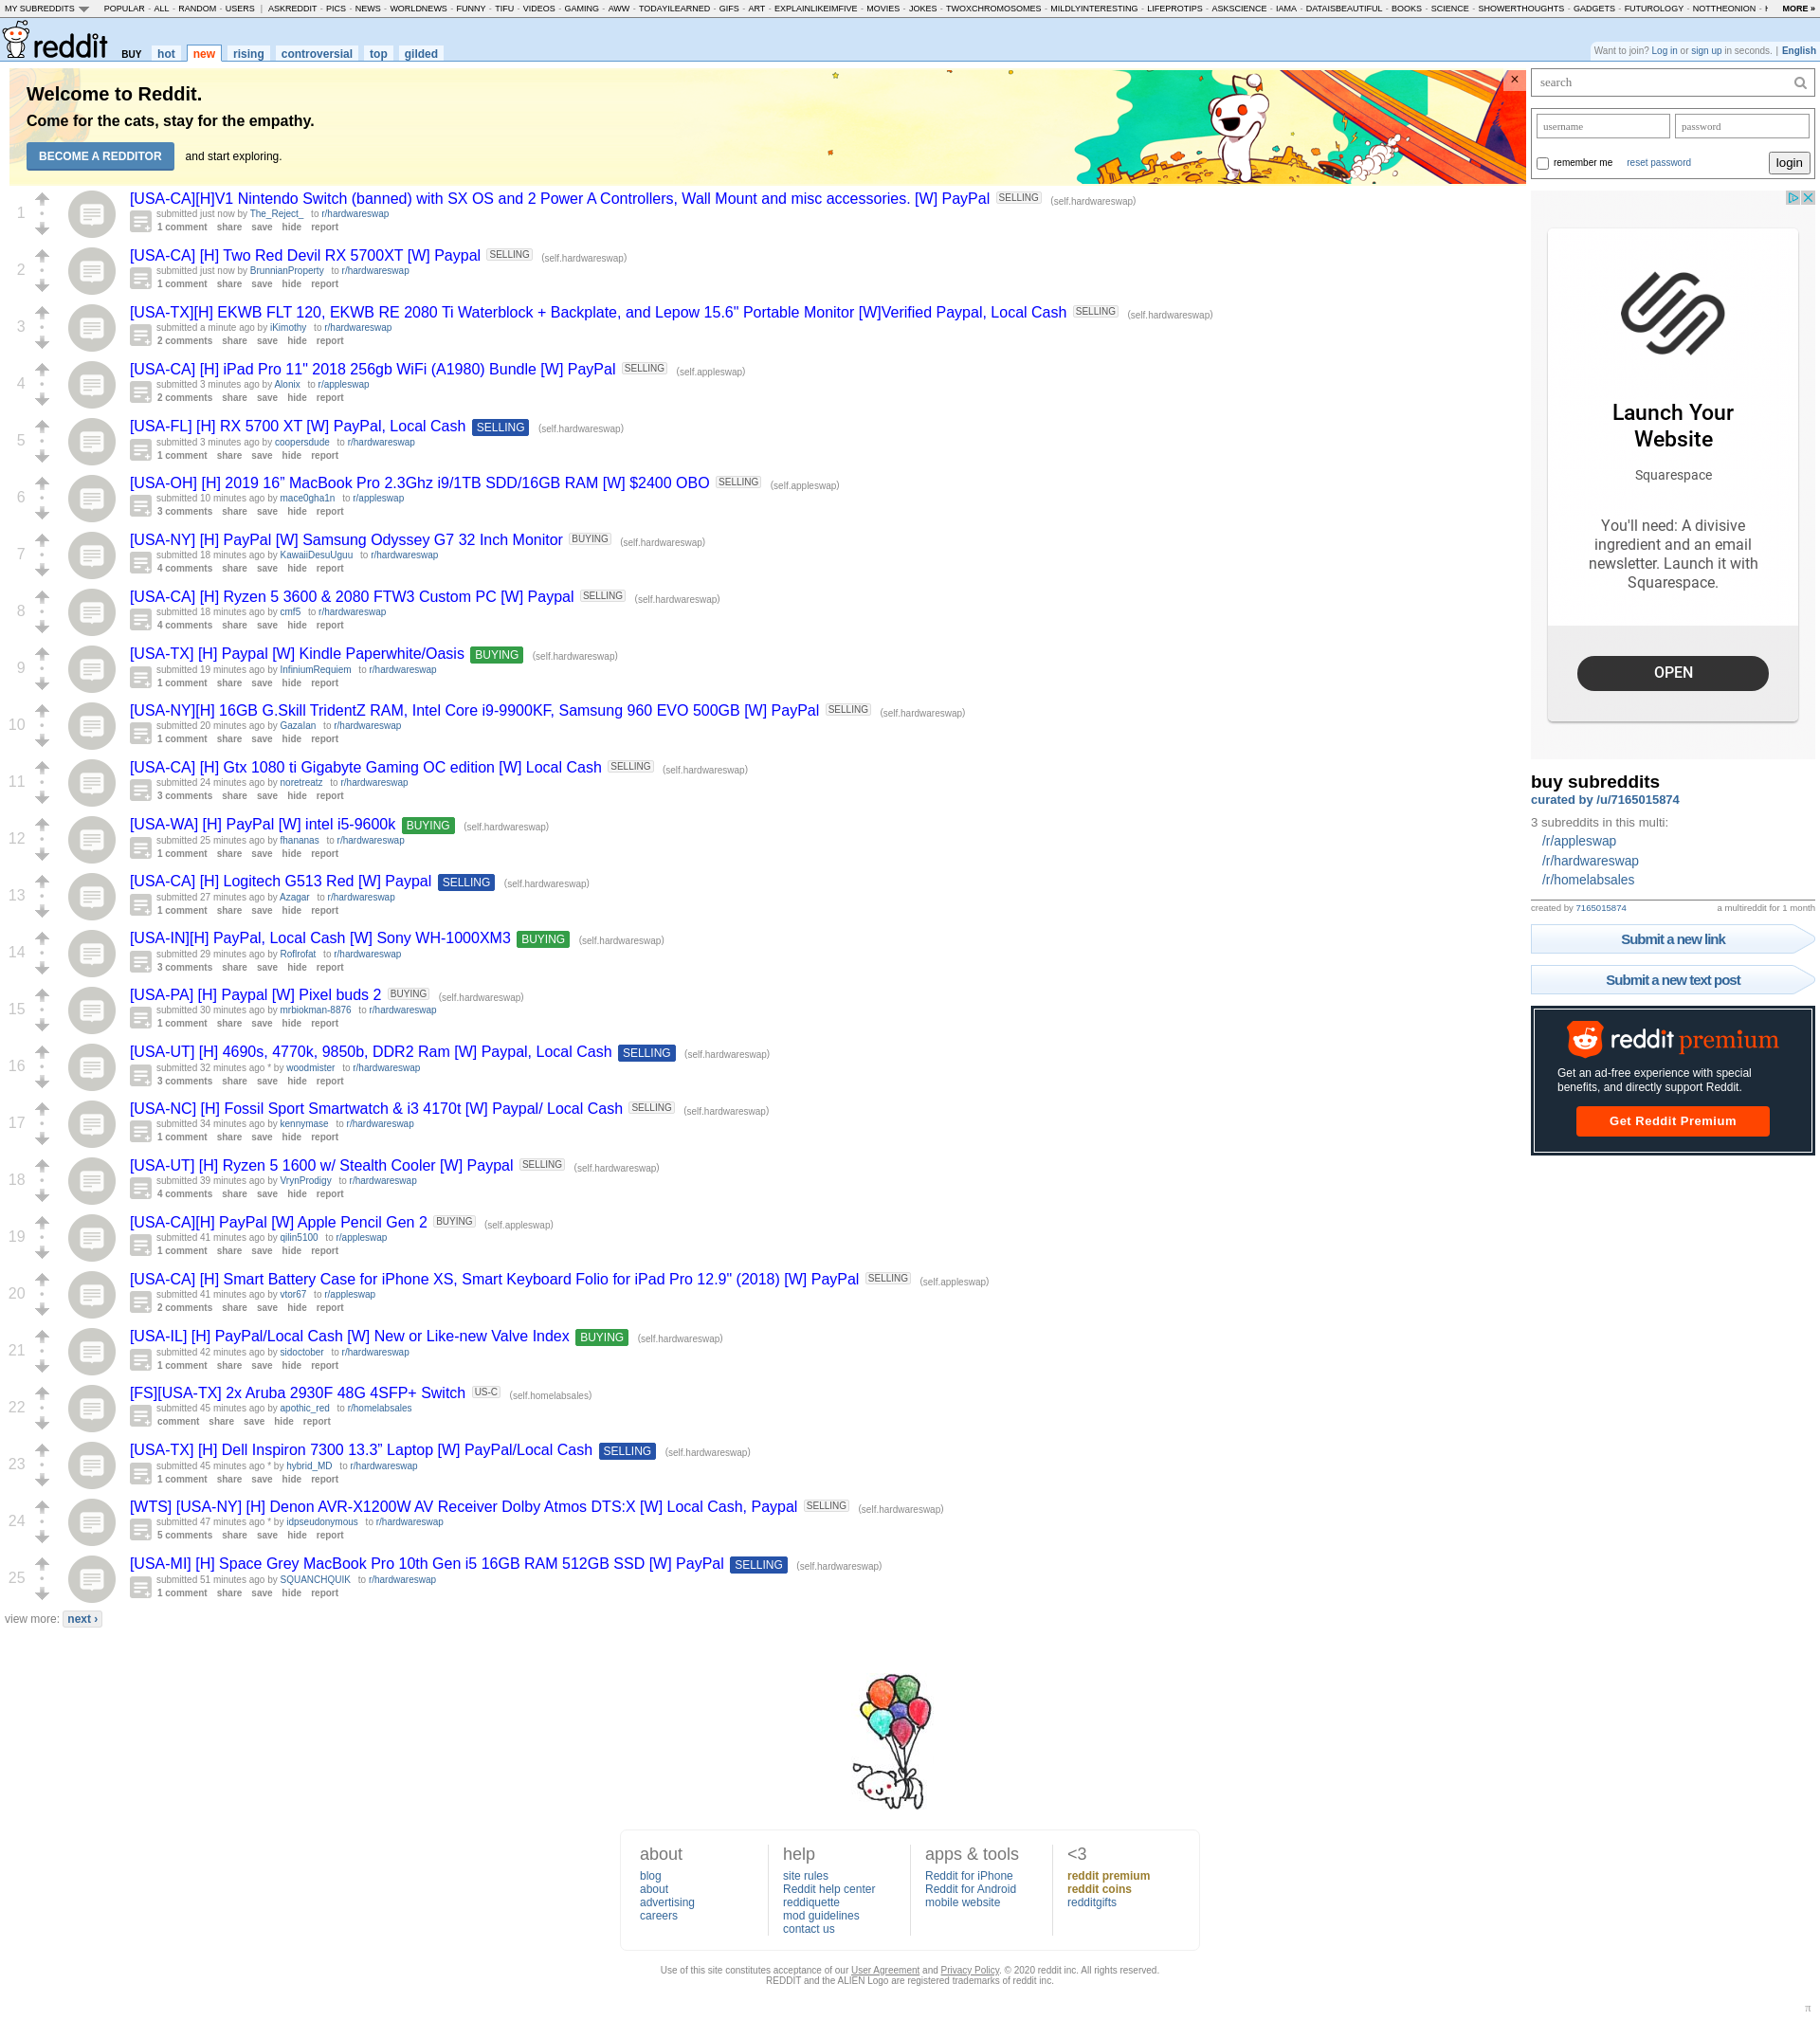 MY SUBREDDITS POPULAR - ALL - RANDOM - USERS | ASKREDDIT - PICS - NEWS - WORLDNEWS - FUNNY - TIFU - VIDEOS - GAMING - AWW - TODAYILEARNED - GIFS - ART - EXPLAINLIKEIMFIVE - MOVIES - JOKES - TWOXCHROMOSOMES - MILDLYINTERESTING - LIFEPROTIPS - ASKSCIENCE - IAMA - DATAISBEAUTIFUL - BOOKS - SCIENCE - SHOWERTHOUGHTS - GADGETS - FUTUROLOGY - NOTTHEONION - MORE »
reddit BUY hot new rising controversial top gilded
Want to join? Log in or sign up in seconds. | English
Welcome to Reddit.
Come for the cats, stay for the empathy.
BECOME A REDDITOR and start exploring.
×
1
[USA-CA][H]V1 Nintendo Switch (banned) with SX OS and 2 Power A Controllers, Wall Mount and misc accessories. [W] PayPal SELLING (self.hardwareswap)
submitted just now by The_Reject_ to r/hardwareswap
1 comment share save hide report
2
[USA-CA] [H] Two Red Devil RX 5700XT [W] Paypal SELLING (self.hardwareswap)
submitted just now by BrunnianProperty to r/hardwareswap
1 comment share save hide report
3
[USA-TX][H] EKWB FLT 120, EKWB RE 2080 Ti Waterblock + Backplate, and Lepow 15.6" Portable Monitor [W]Verified Paypal, Local Cash SELLING (self.hardwareswap)
submitted a minute ago by iKimothy to r/hardwareswap
2 comments share save hide report
4
[USA-CA] [H] iPad Pro 11" 2018 256gb WiFi (A1980) Bundle [W] PayPal SELLING (self.appleswap)
submitted 3 minutes ago by Alonix to r/appleswap
2 comments share save hide report
5
[USA-FL] [H] RX 5700 XT [W] PayPal, Local Cash SELLING (self.hardwareswap)
submitted 3 minutes ago by coopersdude to r/hardwareswap
1 comment share save hide report
6
[USA-OH] [H] 2019 16” MacBook Pro 2.3Ghz i9/1TB SDD/16GB RAM [W] $2400 OBO SELLING (self.appleswap)
submitted 10 minutes ago by mace0gha1n to r/appleswap
3 comments share save hide report
7
[USA-NY] [H] PayPal [W] Samsung Odyssey G7 32 Inch Monitor BUYING (self.hardwareswap)
submitted 18 minutes ago by KawaiiDesuUguu to r/hardwareswap
4 comments share save hide report
8
[USA-CA] [H] Ryzen 5 3600 & 2080 FTW3 Custom PC [W] Paypal SELLING (self.hardwareswap)
submitted 18 minutes ago by cmf5 to r/hardwareswap
4 comments share save hide report
9
[USA-TX] [H] Paypal [W] Kindle Paperwhite/Oasis BUYING (self.hardwareswap)
submitted 19 minutes ago by InfiniumRequiem to r/hardwareswap
1 comment share save hide report
10
[USA-NY][H] 16GB G.Skill TridentZ RAM, Intel Core i9-9900KF, Samsung 960 EVO 500GB [W] PayPal SELLING (self.hardwareswap)
submitted 20 minutes ago by Gazalan to r/hardwareswap
1 comment share save hide report
11
[USA-CA] [H] Gtx 1080 ti Gigabyte Gaming OC edition [W] Local Cash SELLING (self.hardwareswap)
submitted 24 minutes ago by noretreatz to r/hardwareswap
3 comments share save hide report
12
[USA-WA] [H] PayPal [W] intel i5-9600k BUYING (self.hardwareswap)
submitted 25 minutes ago by fhananas to r/hardwareswap
1 comment share save hide report
13
[USA-CA] [H] Logitech G513 Red [W] Paypal SELLING (self.hardwareswap)
submitted 27 minutes ago by Azagar to r/hardwareswap
1 comment share save hide report
14
[USA-IN][H] PayPal, Local Cash [W] Sony WH-1000XM3 BUYING (self.hardwareswap)
submitted 29 minutes ago by Roflrofat to r/hardwareswap
3 comments share save hide report
15
[USA-PA] [H] Paypal [W] Pixel buds 2 BUYING (self.hardwareswap)
submitted 30 minutes ago by mrbiokman-8876 to r/hardwareswap
1 comment share save hide report
16
[USA-UT] [H] 4690s, 4770k, 9850b, DDR2 Ram [W] Paypal, Local Cash SELLING (self.hardwareswap)
submitted 32 minutes ago * by woodmister to r/hardwareswap
3 comments share save hide report
17
[USA-NC] [H] Fossil Sport Smartwatch & i3 4170t [W] Paypal/ Local Cash SELLING (self.hardwareswap)
submitted 34 minutes ago by kennymase to r/hardwareswap
1 comment share save hide report
18
[USA-UT] [H] Ryzen 5 1600 w/ Stealth Cooler [W] Paypal SELLING (self.hardwareswap)
submitted 39 minutes ago by VrynProdigy to r/hardwareswap
4 comments share save hide report
19
[USA-CA][H] PayPal [W] Apple Pencil Gen 2 BUYING (self.appleswap)
submitted 41 minutes ago by qilin5100 to r/appleswap
1 comment share save hide report
20
[USA-CA] [H] Smart Battery Case for iPhone XS, Smart Keyboard Folio for iPad Pro 12.9" (2018) [W] PayPal SELLING (self.appleswap)
submitted 41 minutes ago by vtor67 to r/appleswap
2 comments share save hide report
21
[USA-IL] [H] PayPal/Local Cash [W] New or Like-new Valve Index BUYING (self.hardwareswap)
submitted 42 minutes ago by sidoctober to r/hardwareswap
1 comment share save hide report
22
[FS][USA-TX] 2x Aruba 2930F 48G 4SFP+ Switch US-C (self.homelabsales)
submitted 45 minutes ago by apothic_red to r/homelabsales
comment share save hide report
23
[USA-TX] [H] Dell Inspiron 7300 13.3” Laptop [W] PayPal/Local Cash SELLING (self.hardwareswap)
submitted 45 minutes ago * by hybrid_MD to r/hardwareswap
1 comment share save hide report
24
[WTS] [USA-NY] [H] Denon AVR-X1200W AV Receiver Dolby Atmos DTS:X [W] Local Cash, Paypal SELLING (self.hardwareswap)
submitted 47 minutes ago * by idpseudonymous to r/hardwareswap
5 comments share save hide report
25
[USA-MI] [H] Space Grey MacBook Pro 10th Gen i5 16GB RAM 512GB SSD [W] PayPal SELLING (self.hardwareswap)
submitted 51 minutes ago by SQUANCHQUIK to r/hardwareswap
1 comment share save hide report
view more: next ›
search
username password
remember me reset password login
Launch Your
Website
Squarespace
You'll need: A divisive
ingredient and an email
newsletter. Launch it with
Squarespace.
OPEN
buy subreddits
curated by /u/7165015874
3 subreddits in this multi:
/r/appleswap
/r/hardwareswap
/r/homelabsales
created by 7165015874 a multireddit for 1 month
Submit a new link
Submit a new text post
reddit premium
Get an ad-free experience with special
benefits, and directly support Reddit.
Get Reddit Premium
about
blog
about
advertising
careers
help
site rules
Reddit help center
reddiquette
mod guidelines
contact us
apps & tools
Reddit for iPhone
Reddit for Android
mobile website
<3
reddit premium
reddit coins
redditgifts
Use of this site constitutes acceptance of our User Agreement and Privacy Policy. © 2020 reddit inc. All rights reserved.
REDDIT and the ALIEN Logo are registered trademarks of reddit inc.
π